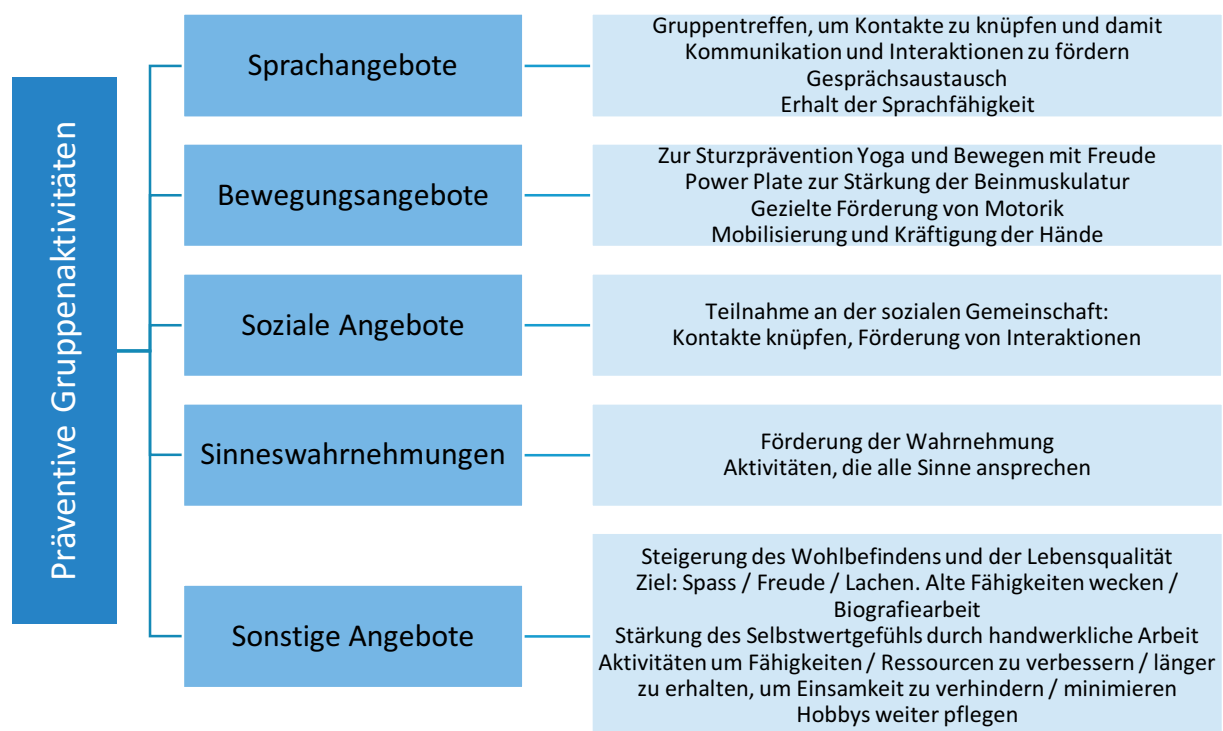 Präventive Gruppenaktivitäten
Sprachangebote
Gruppentreffen, um Kontakte zu knüpfen und damit
Kommunikation und Interaktionen zu fördern
Gesprächsaustausch
Erhalt der Sprachfähigkeit
Bewegungsangebote
Zur Sturzprävention Yoga und Bewegen mit Freude
Power Plate zur Stärkung der Beinmuskulatur
Gezielte Förderung von Motorik
Mobilisierung und Kräftigung der Hände
Soziale Angebote
Teilnahme an der sozialen Gemeinschaft:
Kontakte knüpfen, Förderung von Interaktionen
Sinneswahrnehmungen
Förderung der Wahrnehmung
Aktivitäten, die alle Sinne ansprechen
Sonstige Angebote
Steigerung des Wohlbefindens und der Lebensqualität
Ziel: Spass / Freude / Lachen. Alte Fähigkeiten wecken /
Biografiearbeit
Stärkung des Selbstwertgefühls durch handwerkliche Arbeit
Aktivitäten um Fähigkeiten / Ressourcen zu verbessern / länger
zu erhalten, um Einsamkeit zu verhindern / minimieren
Hobbys weiter pflegen